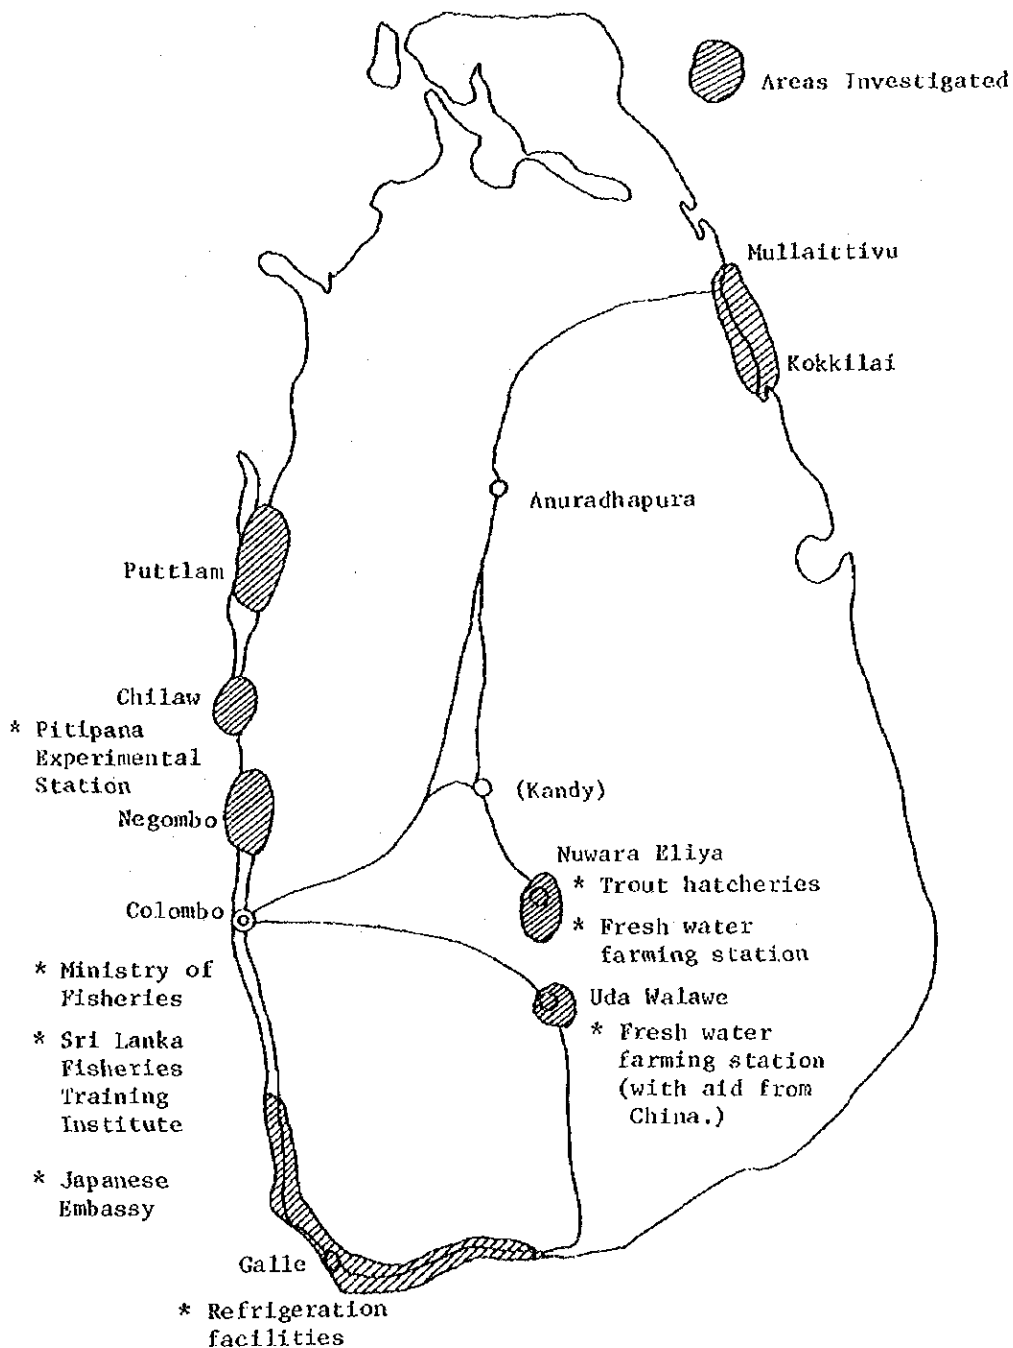 Areas Investigated
Mullaittivu
Kokkilai
Anuradhapura
Puttlam
Chilaw
* Pitipana
Experimental
Station
Negombo
(Kandy)
Nuwara Eliya
* Trout hatcheries
* Fresh water
farming station
Colombo
* Ministry of
Fisheries
* Sri Lanka
Fisheries
Training
Institute
* Japanese
Embassy
Uda Walawe
* Fresh water
farming station
(with aid from
China.)
Galle
* Refrigeration
facilities